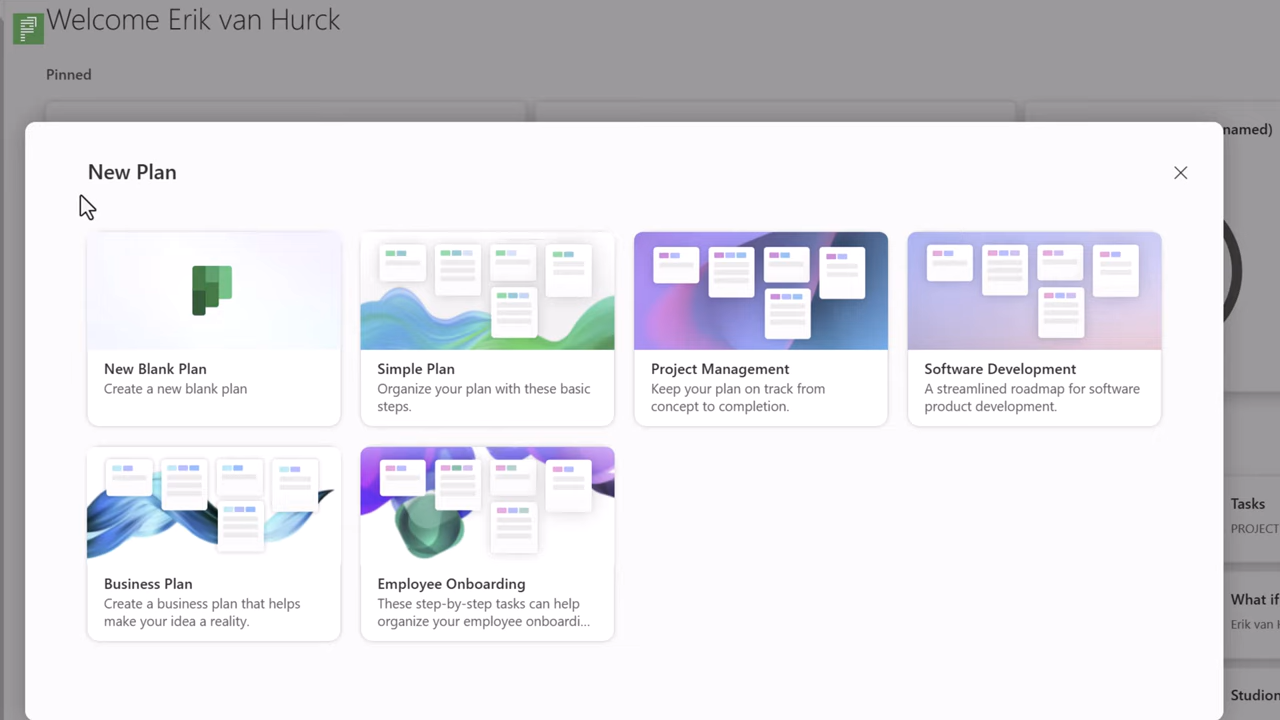 Welcome Erik van Hurck
Pinned
named)
New Plan
New Blank Plan
Create a new blank plan
Simple Plan
Organize your plan with these basic
steps.
Project Management
Keep your plan on track from
concept to completion.
Software Development
A streamlined roadmap for software
product development.
Business Plan
Create a business plan that helps
make your idea a reality.
Employee Onboarding
These step-by-step tasks can help
organize your employee onboardi...
Tasks
PROJECT
What if
Erik van H
Studion